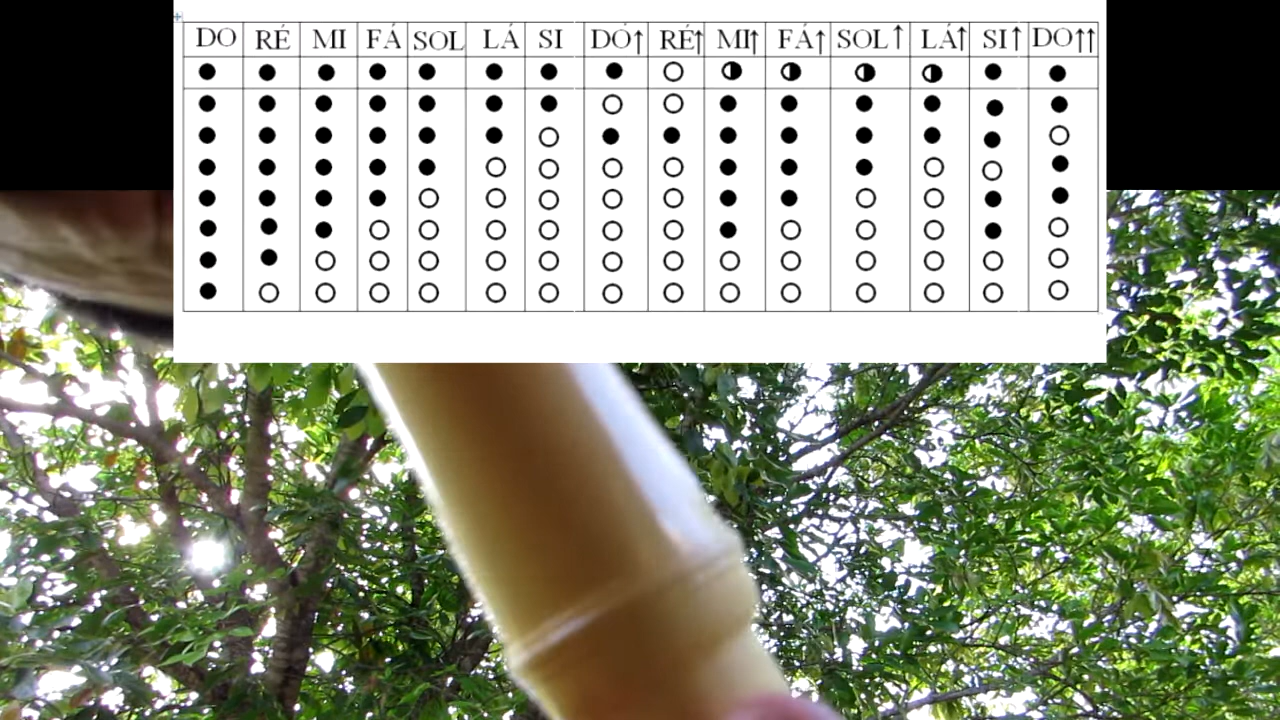 DO RÉ MI FÁ SOL LÁ SI DO↑ RÉ↑ MI↑ FÁ↑ SOL↑ LÁ↑ SI↑ DO↑↑